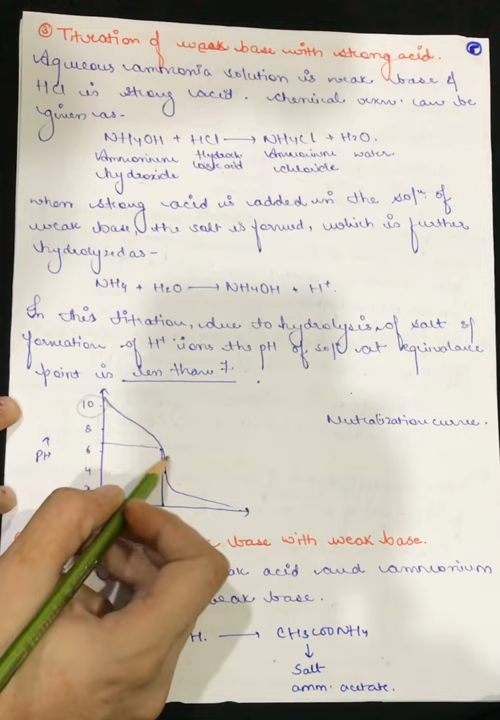 ③ Titration of weak base with strong acid.
Aqueous ammonia solution is weak base &
HCl is strong acid. chemical rxn. can be
given as-
NH4OH + HCl → NH4Cl + H2O.
Ammonium Hydrochloric acid Ammonium water
hydroxide chloride
when strong acid is added in the solⁿ of
weak base, the salt is formed, which is further
hydrolyzed as-
NH4 + H2O → NH4OH + H⁺.
In this titration, due to hydrolysis of salt &
formation of H⁺ ions the pH of solⁿ at equivalance
point is less than 7.
Neutralization curve.
10
8
6
4
PH
base with weak base.
acid and ammonium
weak base.
H. → CH3COONH4
↓
Salt
amm. acetate.